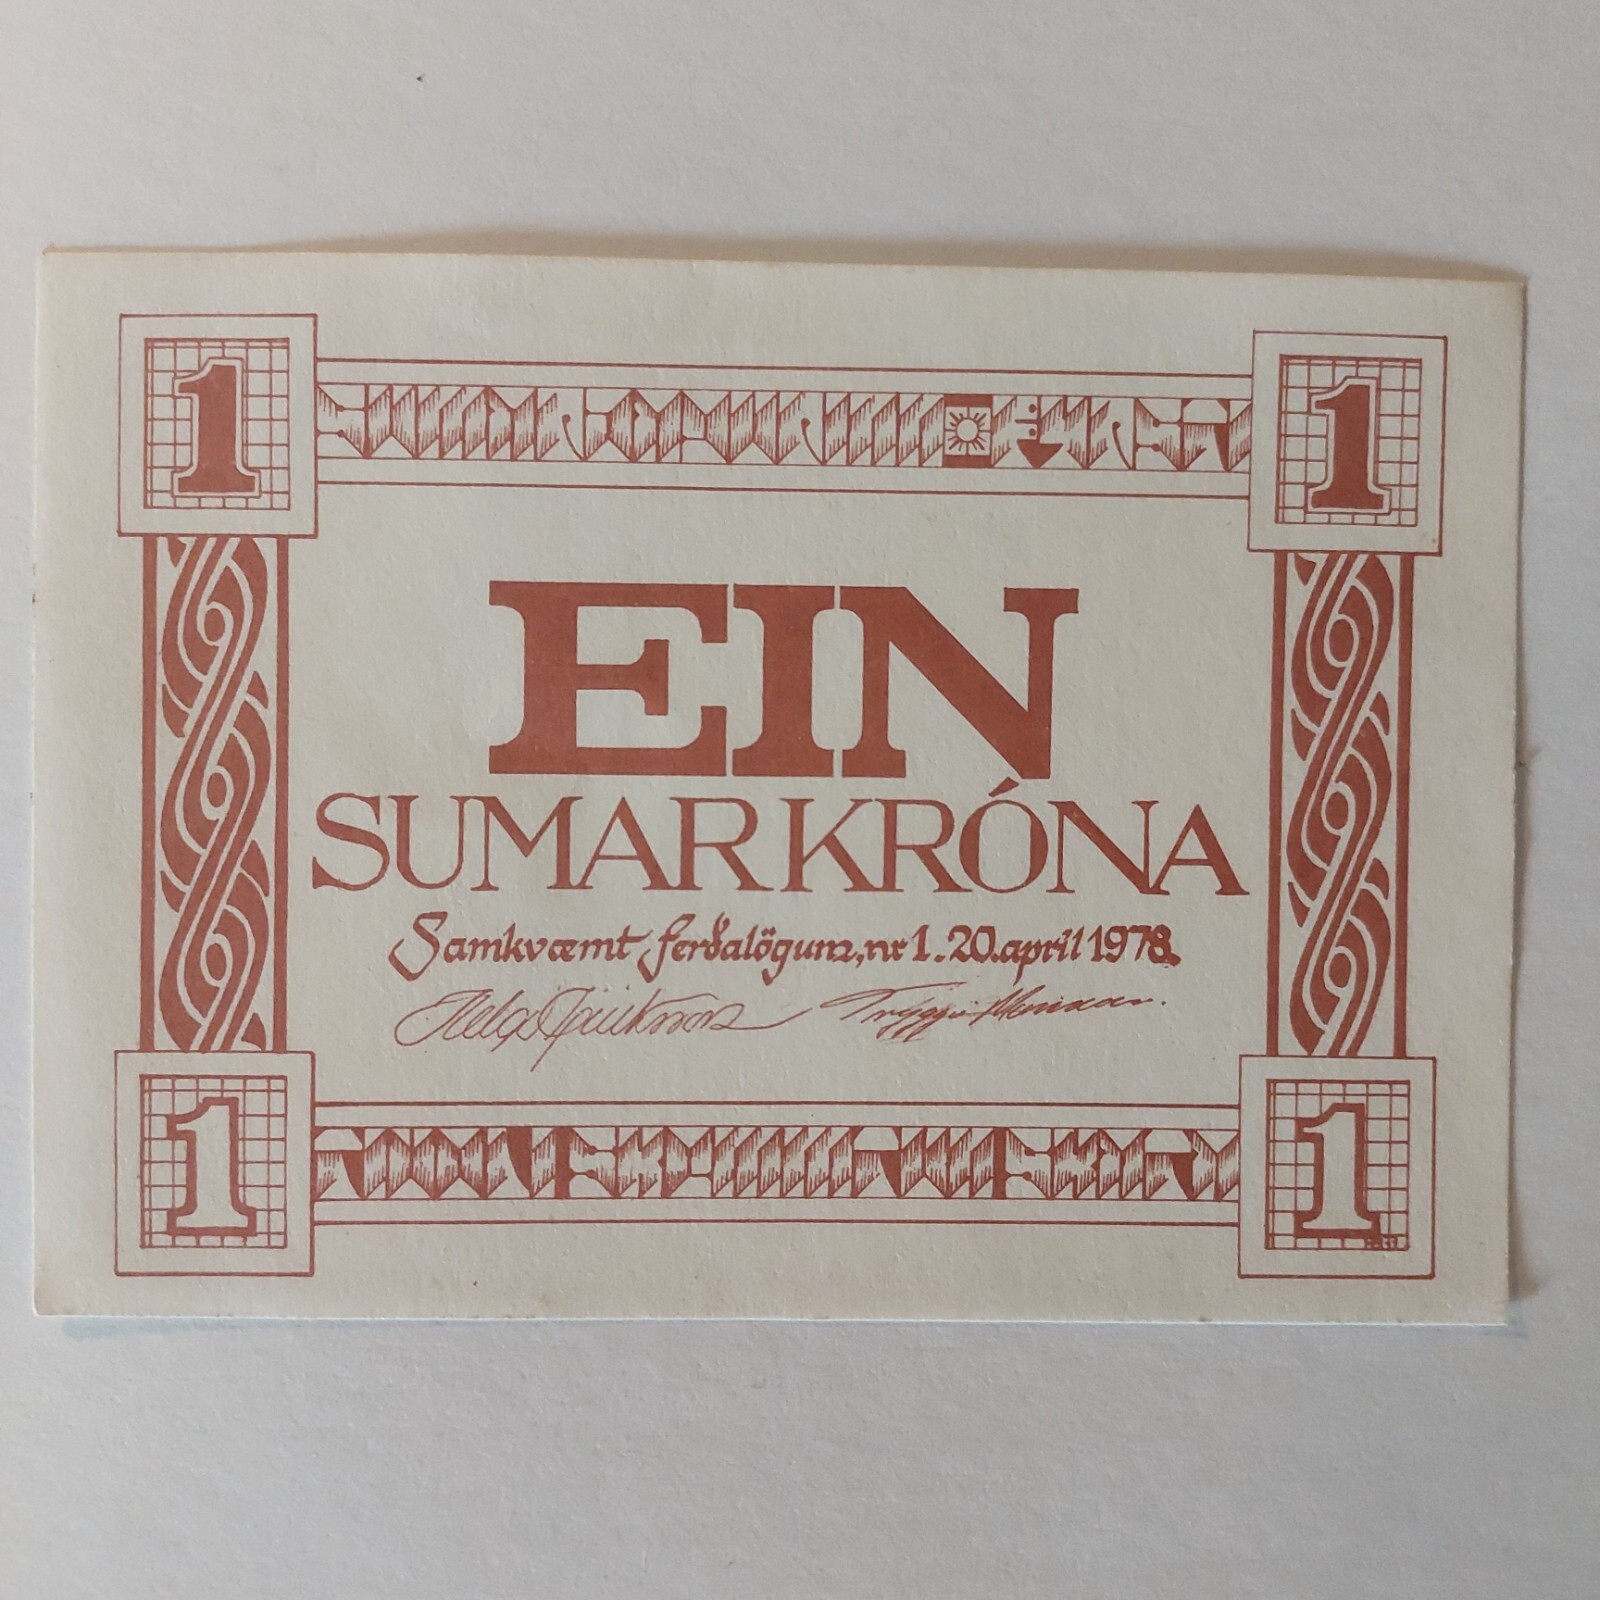 1 1
EIN
SUMARKRÓNA
Samkvæmt ferðalögum, nr 1. 20. april 1978.
1 1